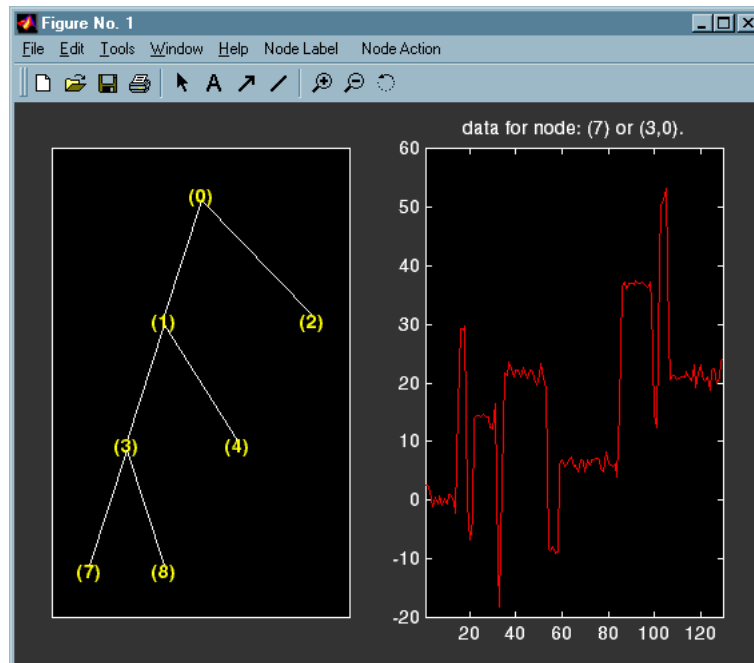 Figure No. 1
File Edit Tools Window Help Node Label Node Action
A
data for node: (7) or (3,0).
(0)
(1) (2)
(3) (4)
(7) (8)
60
50
40
30
20
10
0
-10
-20
20 40 60 80 100 120